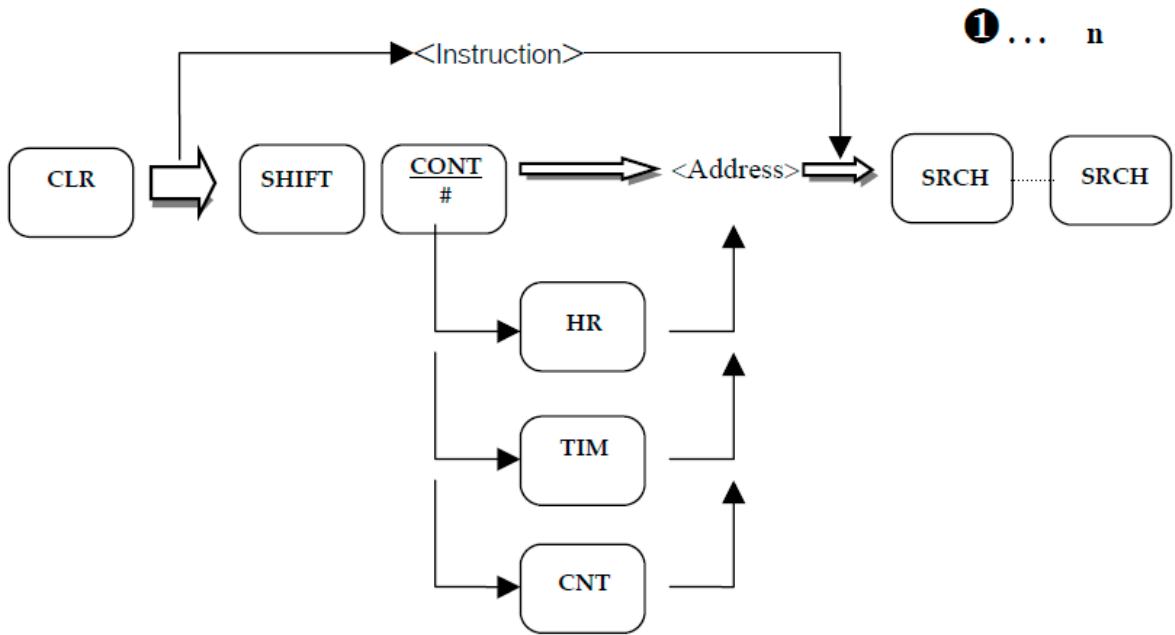 ❶ . . . n
<Instruction>
CLR
SHIFT
CONT
#
<Address>
SRCH
SRCH
HR
TIM
CNT